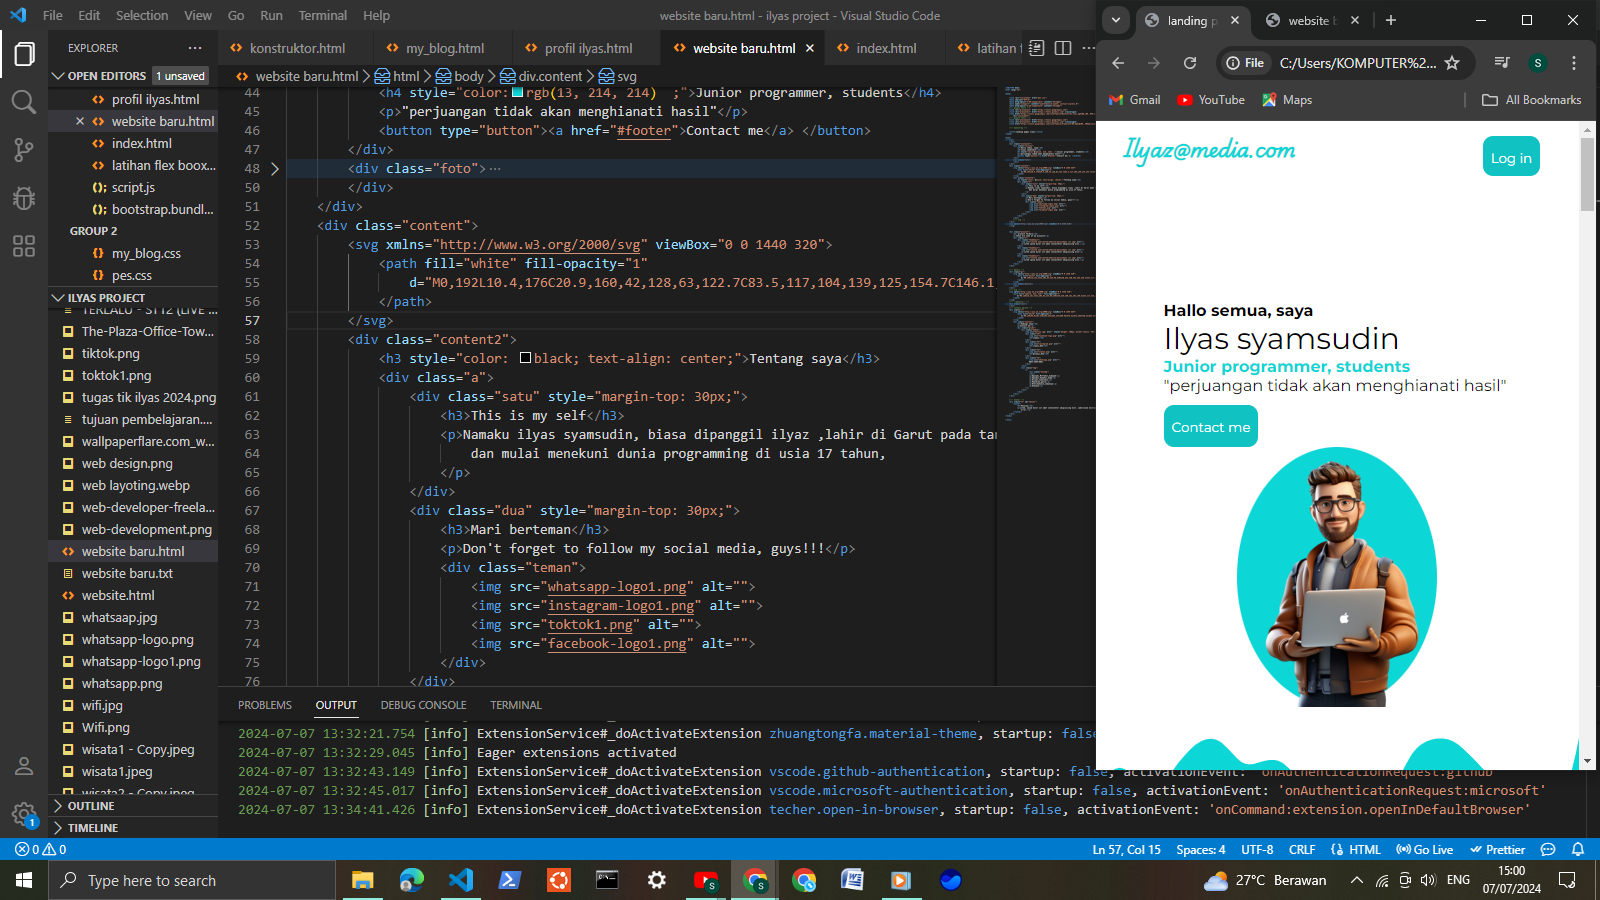 File Edit Selection View Go Run Terminal Help
website baru.html - ilyas project - Visual Studio Code
EXPLORER
OPEN EDITORS 1 unsaved
profil ilyas.html
website baru.html
index.html
latihan flex boox...
script.js
bootstrap.bundl...
GROUP 2
my_blog.css
pes.css
ILYAS PROJECT
TERLALU - ST12 (LIVE ...
The-Plaza-Office-Tow...
tiktok.png
toktok1.png
tugas tik ilyas 2024.png
tujuan pembelajaran....
wallpaperflare.com_w...
web design.png
web layoting.webp
web-developer-freela...
web-development.png
website baru.html
website baru.txt
website.html
whatsaap.jpg
whatsapp-logo.png
whatsapp-logo1.png
whatsapp.png
wifi.jpg
Wifi.png
wisata1 - Copy.jpeg
wisata1.jpeg
wisata2 - Copy.jpeg
OUTLINE
TIMELINE
konstruktor.html my_blog.html profil ilyas.html website baru.html index.html latihan f
website baru.html > html > body > div.content > svg
44 <h4 style="color: rgb(13, 214, 214) ;">Junior programmer, students</h4>
45 <p>"perjuangan tidak akan menghianati hasil"</p>
46 <button type="button"><a href="#footer">Contact me</a> </button>
47 </div>
48 <div class="foto">...
50 </div>
51 </div>
52 <div class="content">
53 <svg xmlns="http://www.w3.org/2000/svg" viewBox="0 0 1440 320">
54 <path fill="white" fill-opacity="1"
55 d="M0,192L10.4,176C20.9,160,42,128,63,122.7C83.5,117,104,139,125,154.7C146.1,
56 </path>
57 </svg>
58 <div class="content2">
59 <h3 style="color: black; text-align: center;">Tentang saya</h3>
60 <div class="a">
61 <div class="satu" style="margin-top: 30px;">
62 <h3>This is my self</h3>
63 <p>Namaku ilyas syamsudin, biasa dipanggil ilyaz ,lahir di Garut pada tan
64 dan mulai menekuni dunia programming di usia 17 tahun,
65 </p>
66 </div>
67 <div class="dua" style="margin-top: 30px;">
68 <h3>Mari berteman</h3>
69 <p>Don't forget to follow my social media, guys!!!</p>
70 <div class="teman">
71 <img src="whatsapp-logo1.png" alt="">
72 <img src="instagram-logo1.png" alt="">
73 <img src="toktok1.png" alt="">
74 <img src="facebook-logo1.png" alt="">
75 </div>
76 </div>
PROBLEMS OUTPUT DEBUG CONSOLE TERMINAL
2024-07-07 13:32:21.754 [info] ExtensionService#_doActivateExtension zhuangtongfa.material-theme, startup: false
2024-07-07 13:32:29.045 [info] Eager extensions activated
2024-07-07 13:32:43.149 [info] ExtensionService#_doActivateExtension vscode.github-authentication, startup: false, activationEvent: 'onAuthenticationRequest:github'
2024-07-07 13:32:45.017 [info] ExtensionService#_doActivateExtension vscode.microsoft-authentication, startup: false, activationEvent: 'onAuthenticationRequest:microsoft'
2024-07-07 13:34:41.426 [info] ExtensionService#_doActivateExtension techer.open-in-browser, startup: false, activationEvent: 'onCommand:extension.openInDefaultBrowser'
0 0
Ln 57, Col 15 Spaces: 4 UTF-8 CRLF HTML Go Live Prettier
landing p website b
File C:/Users/KOMPUTER%2... S
Gmail YouTube Maps All Bookmarks
Ilyaz@media.com
Log in
Hallo semua, saya
Ilyas syamsudin
Junior programmer, students
"perjuangan tidak akan menghianati hasil"
Contact me
Type here to search
27°C Berawan
ENG
15:00
07/07/2024